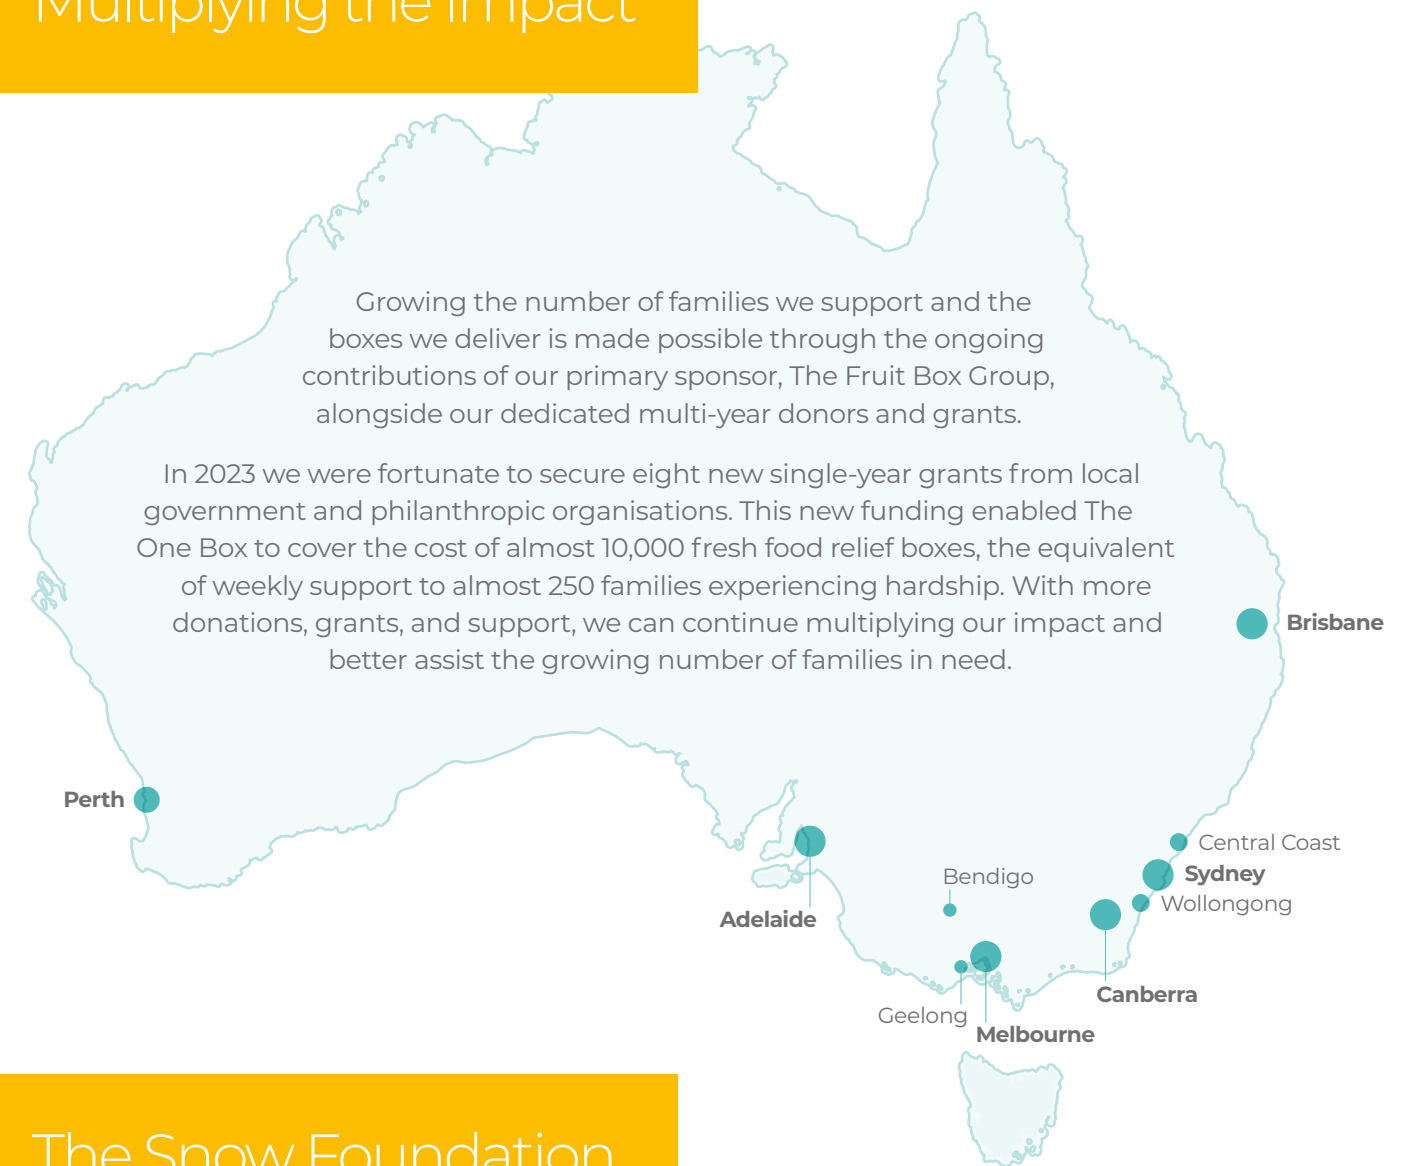 Multiplying the Impact
Growing the number of families we support and the
boxes we deliver is made possible through the ongoing
contributions of our primary sponsor, The Fruit Box Group,
alongside our dedicated multi-year donors and grants.
In 2023 we were fortunate to secure eight new single-year grants from local
government and philanthropic organisations. This new funding enabled The
One Box to cover the cost of almost 10,000 fresh food relief boxes, the equivalent
of weekly support to almost 250 families experiencing hardship. With more
donations, grants, and support, we can continue multiplying our impact and
better assist the growing number of families in need.
Brisbane
Perth
Central Coast
Sydney
Wollongong
Bendigo
Adelaide
Canberra
Geelong
Melbourne
The Snow Foundation